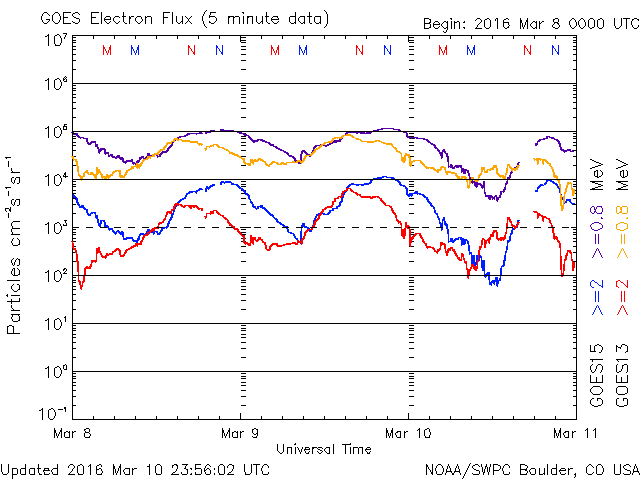 GOES Electron Flux (5 minute data)
Begin: 2016 Mar 8 0000 UTC
10⁷
M M N N M M N N M M N N
10⁶
10⁵
10⁴
10³
10²
10¹
10⁰
10⁻¹
Particles cm⁻²s⁻¹sr⁻¹
Mar 8 Mar 9 Mar 10 Mar 11
Universal Time
GOES15 >=2 >=0.8 MeV
GOES13 >=2 >=0.8 MeV
Updated 2016 Mar 10 23:56:02 UTC
NOAA/SWPC Boulder, CO USA